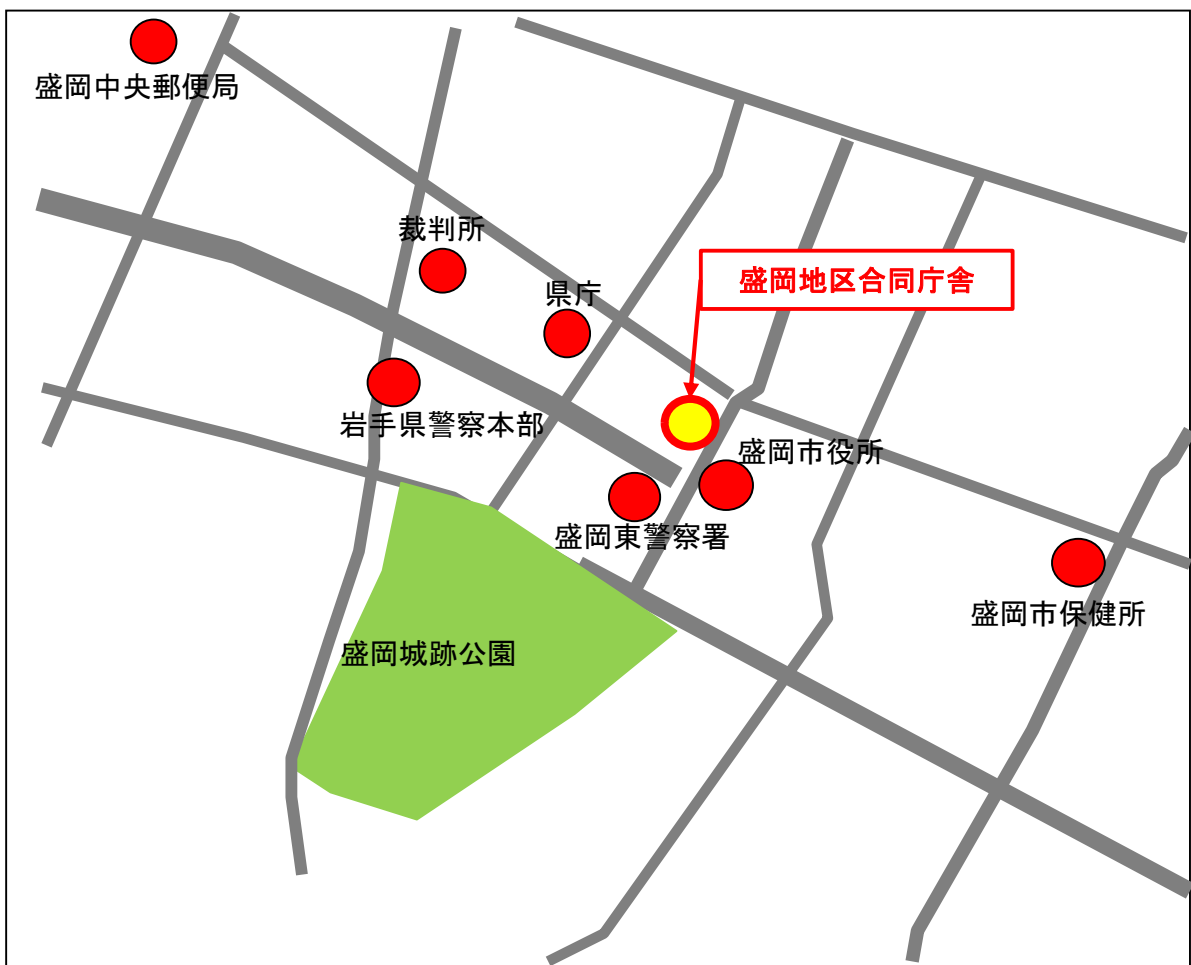 盛岡中央郵便局
裁判所
盛岡地区合同庁舎
県庁
岩手県警察本部
盛岡市役所
盛岡東警察署
盛岡市保健所
盛岡城跡公園